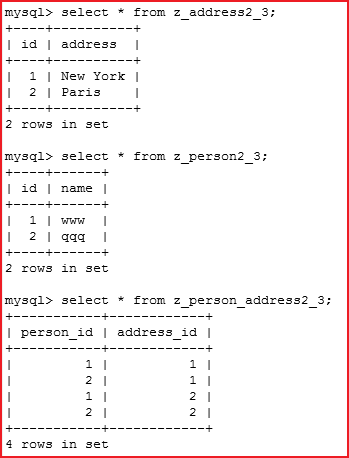 mysql> select * from z_address2_3;
+----+----------+
| id | address  |
+----+----------+
|  1 | New York |
|  2 | Paris    |
+----+----------+
2 rows in set

mysql> select * from z_person2_3;
+----+------+
| id | name |
+----+------+
|  1 | www  |
|  2 | qqq  |
+----+------+
2 rows in set

mysql> select * from z_person_address2_3;
+-----------+------------+
| person_id | address_id |
+-----------+------------+
|         1 |          1 |
|         2 |          1 |
|         1 |          2 |
|         2 |          2 |
+-----------+------------+
4 rows in set